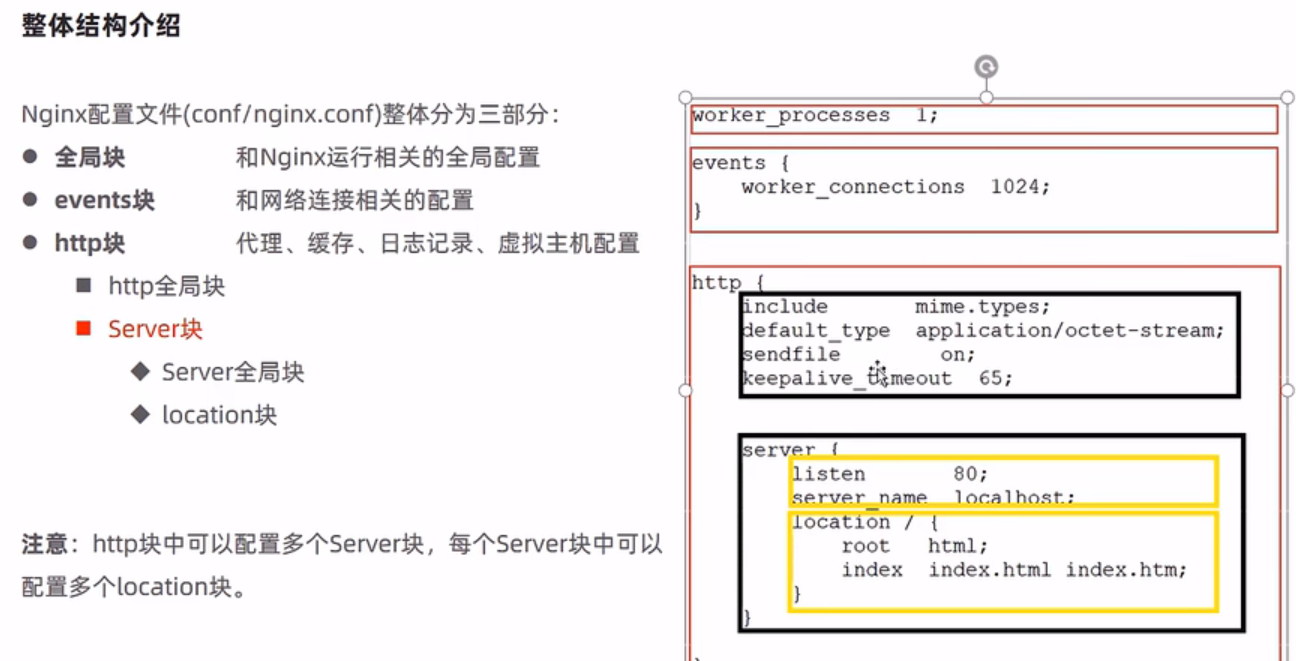 整体结构介绍
Nginx配置文件(conf/nginx.conf)整体分为三部分：
全局块 和Nginx运行相关的全局配置
events块 和网络连接相关的配置
http块 代理、缓存、日志记录、虚拟主机配置
http全局块
Server块
Server全局块
location块
注意：http块中可以配置多个Server块，每个Server块中可以
配置多个location块。
worker_processes 1;
events {
worker_connections 1024;
}
http {
include mime.types;
default_type application/octet-stream;
sendfile on;
keepalive_timeout 65;
server {
listen 80;
server_name localhost;
location / {
root html;
index index.html index.htm;
}
}
}